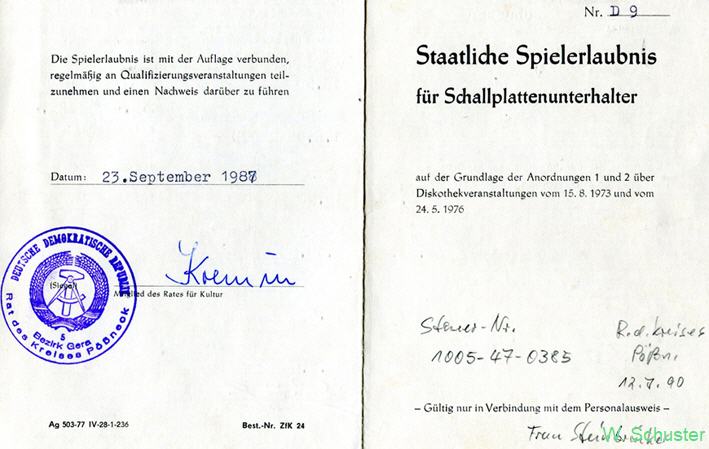 Die Spielerlaubnis ist mit der Auflage verbunden,
regelmäßig an Qualifizierungsveranstaltungen teil-
zunehmen und einen Nachweis darüber zu führen
Datum: 23.September 1987
DEUTSCHE DEMOKRATISCHE REPUBLIK
(Siegel)
Mitglied des Rates für Kultur
5
Bezirk Gera
Rat des Kreises Pößneck
Ag 503-77 IV-28-1-236
Best.-Nr. ZfK 24
Nr. D 9
Staatliche Spielerlaubnis
für Schallplattenunterhalter
auf der Grundlage der Anordnungen 1 und 2 über
Diskothekveranstaltungen vom 15. 8. 1973 und vom
24. 5. 1976
Steuer-Nr.
1005-47-0385
R.d.Kreises
Pößn.
12.7.90
– Gültig nur in Verbindung mit dem Personalausweis –
Frau
W. Schuster